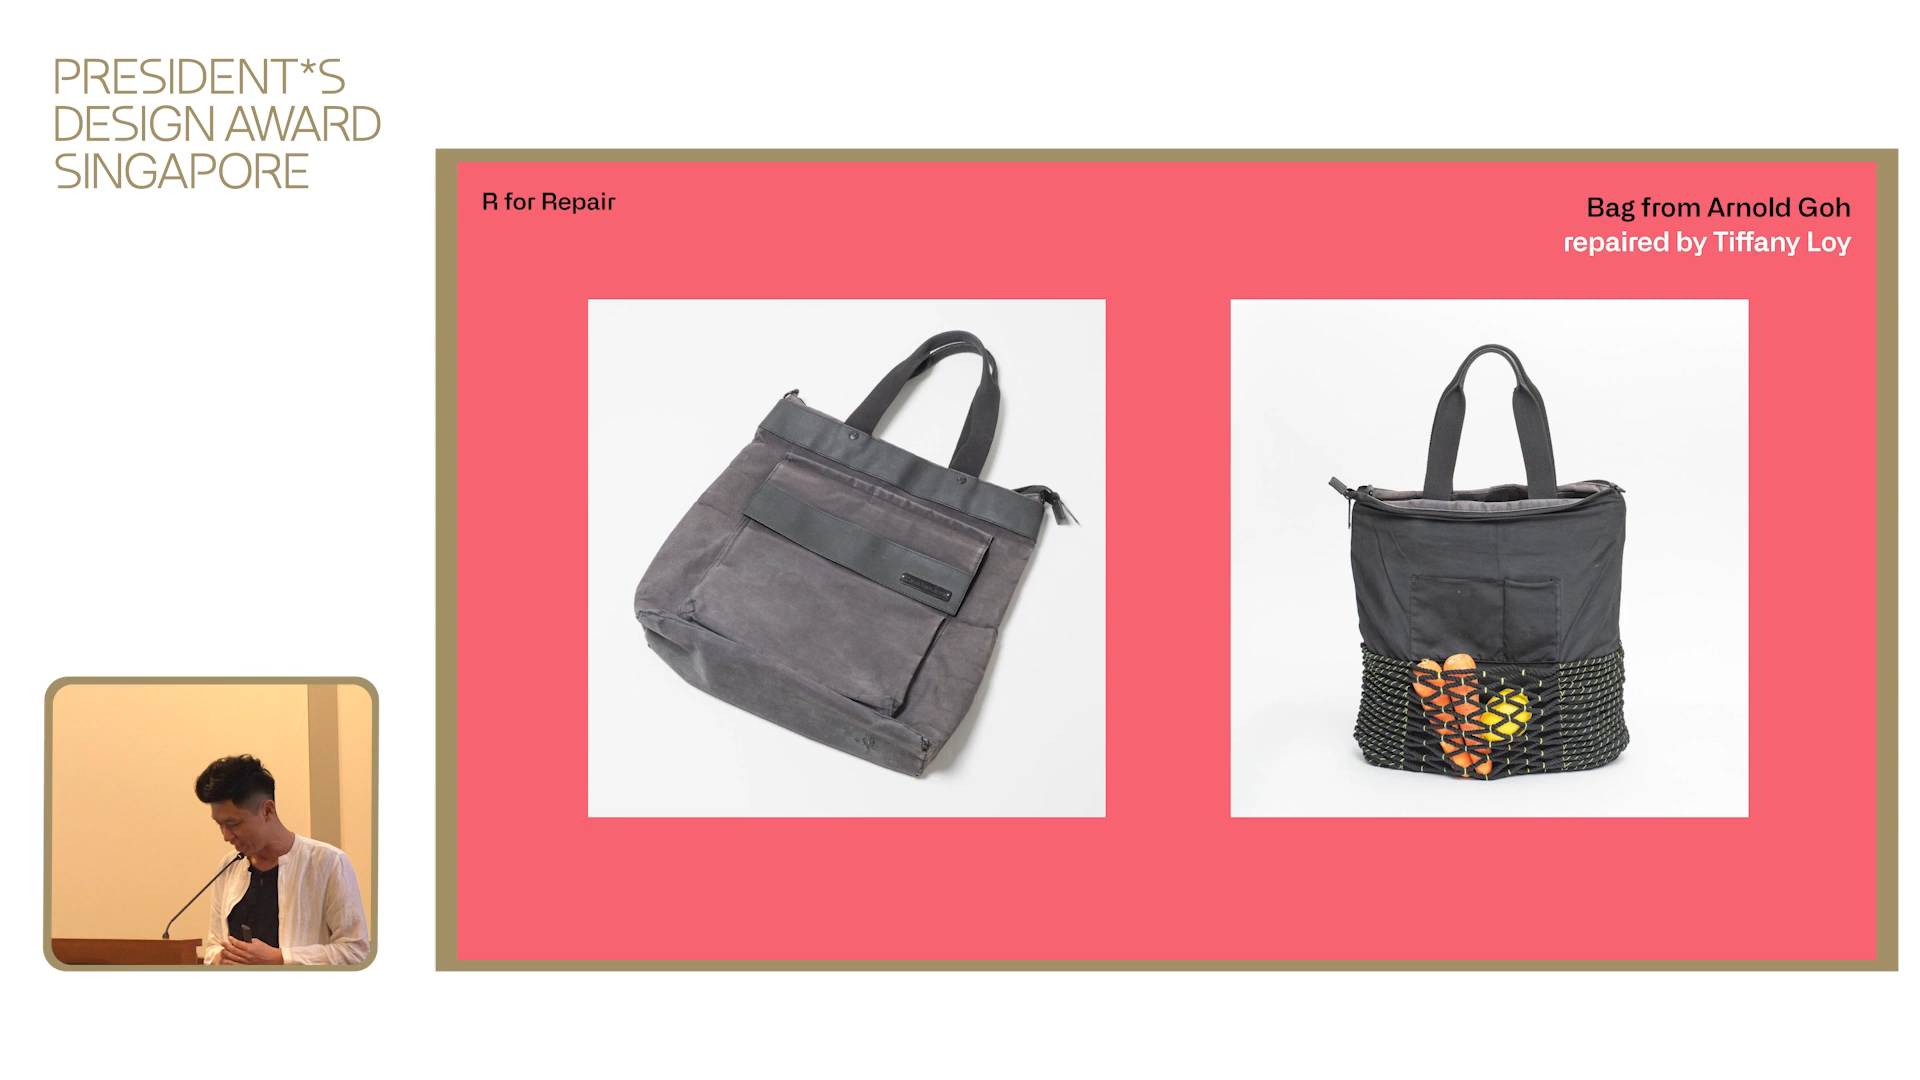 PRESIDENT*S
DESIGN AWARD
SINGAPORE
R for Repair
Bag from Arnold Goh
repaired by Tiffany Loy